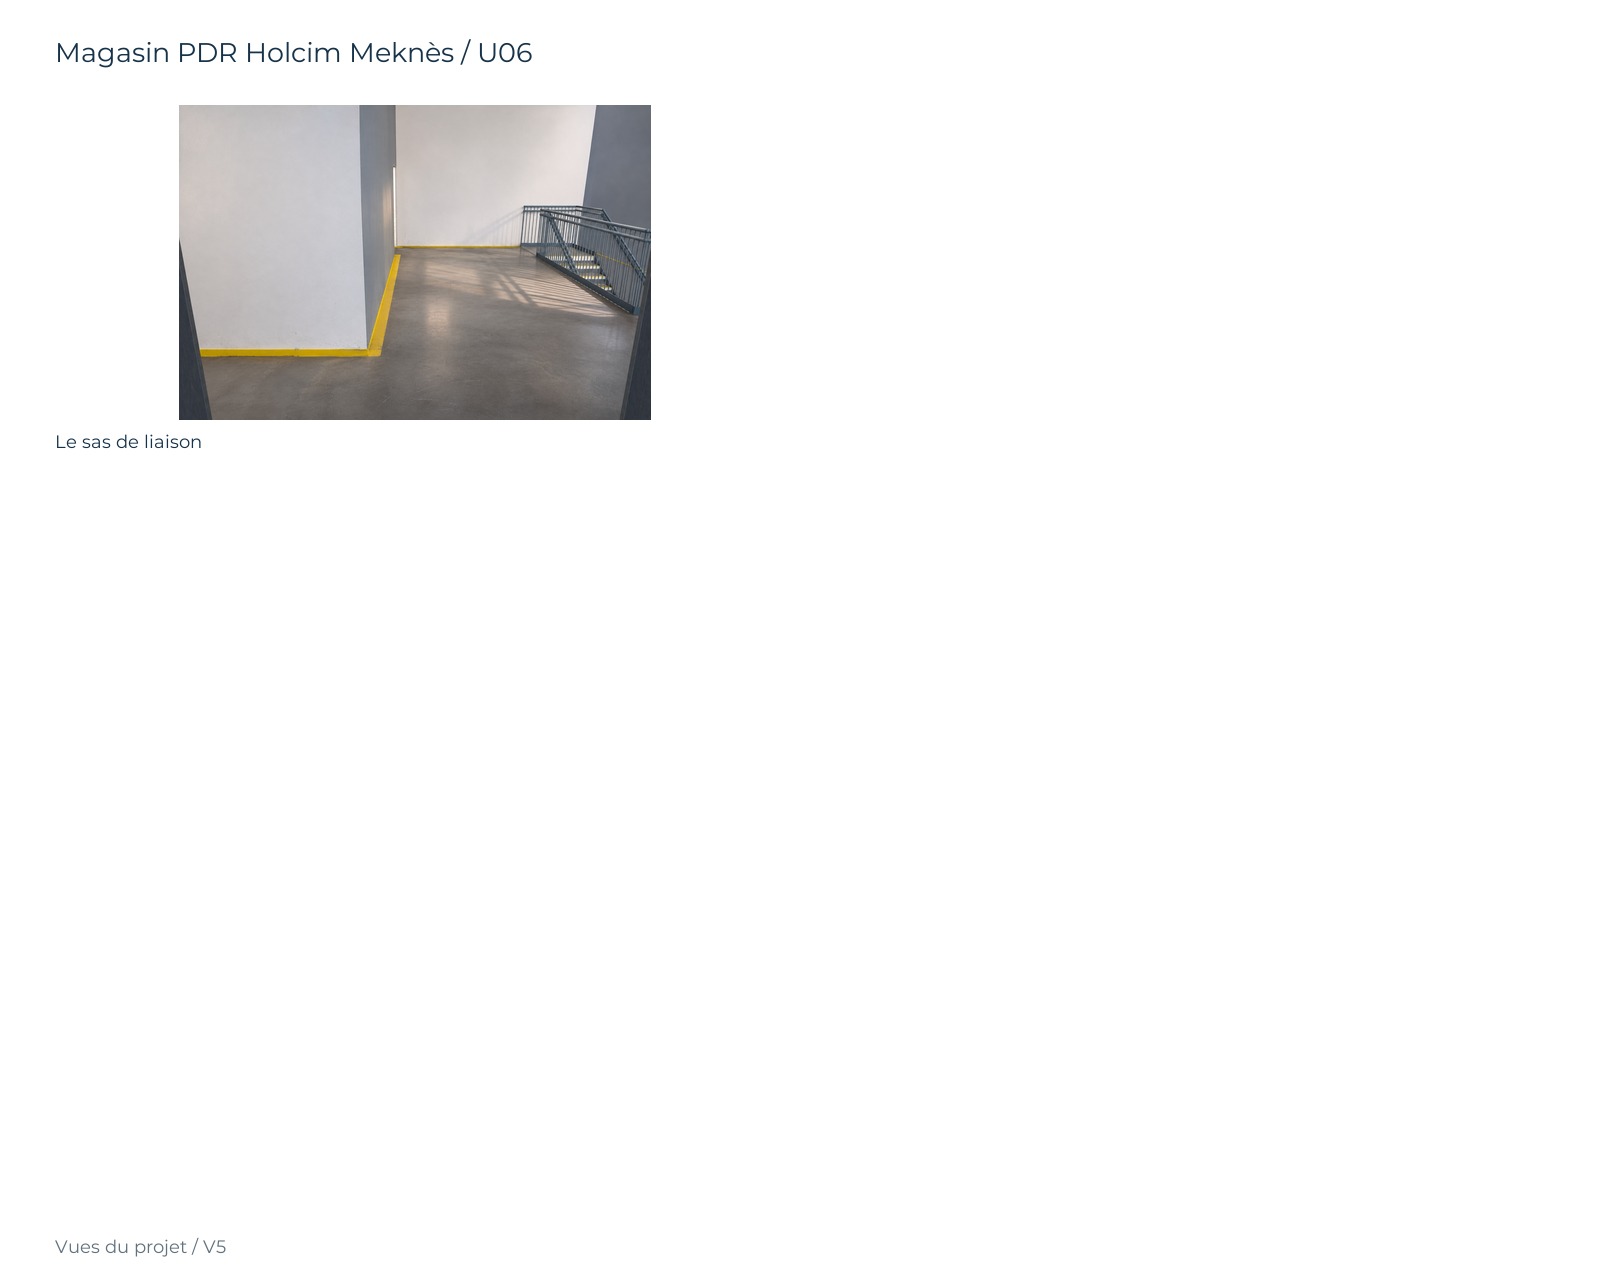 Magasin PDR Holcim Meknès / U06
Le sas de liaison
Vues du projet / V5